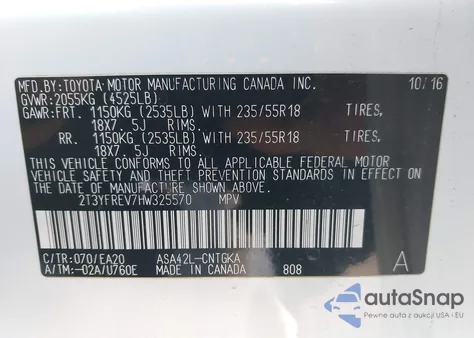 MFD.BY:TOYOTA MOTOR MANUFACTURING CANADA INC. 10/16
GVWR:2055KG (4525LB)
GAWR:FRT. 1150KG (2535LB) WITH 235/55R18 TIRES,
18X7.5J RIMS.
RR. 1150KG (2535LB) WITH 235/55R18 TIRES,
18X7.5J RIMS.
THIS VEHICLE CONFORMS TO ALL APPLICABLE FEDERAL MOTOR
VEHICLE SAFETY AND THEFT PREVENTION STANDARDS IN EFFECT
ON THE DATE OF MANUFACTURE SHOWN ABOVE.
2T3YFREV7HW325570 MPV
C/TR:070/EA20 ASA42L-CNTGKA A
A/TM:-02A/U760E MADE IN CANADA 808
autoSnap
Pewne auta z USA i EU